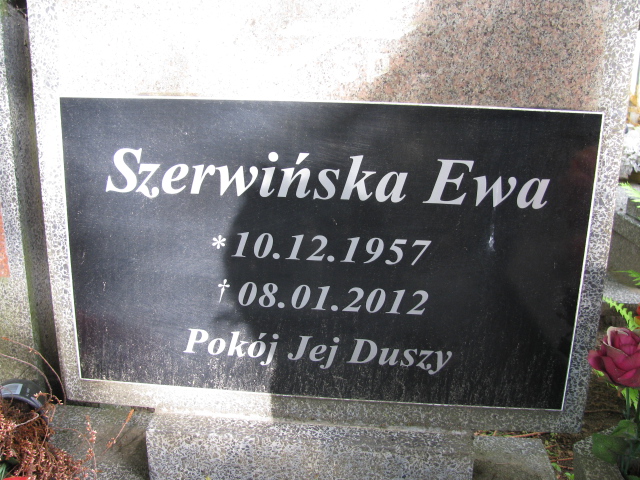 Szerwińska Ewa
* 10.12.1957
† 08.01.2012
Pokój Jej Duszy